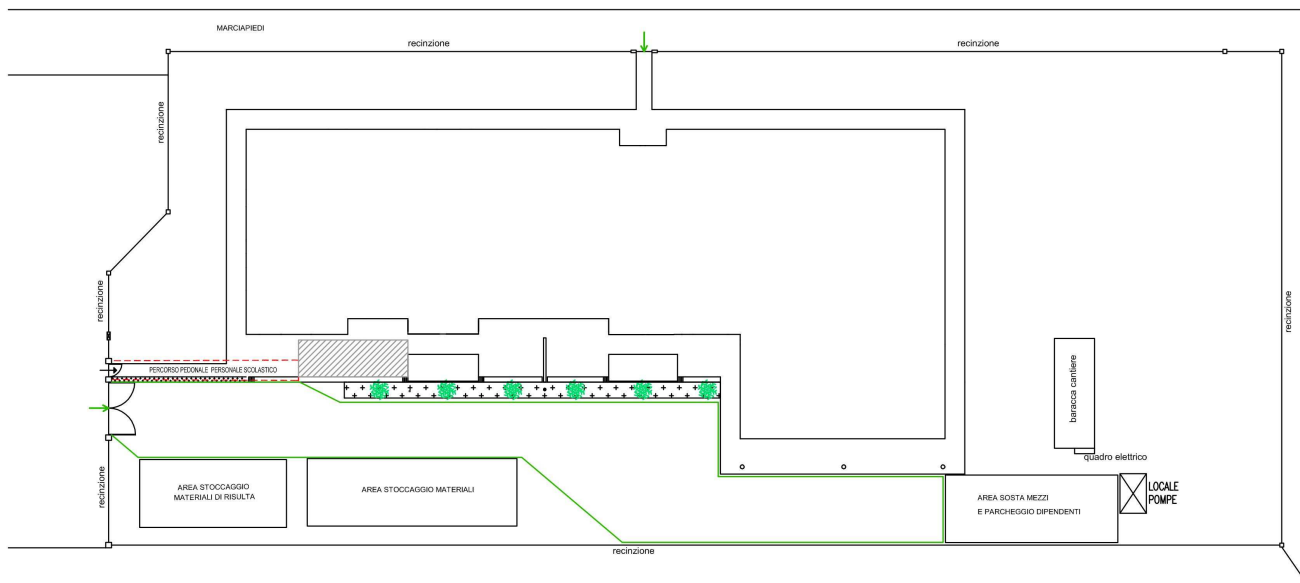 MARCIAPIEDI
recinzione
recinzione
recinzione
recinzione
recinzione
PERCORSO PEDONALE PERSONALE SCOLASTICO
baracca cantiere
quadro elettrico
recinzione
AREA STOCCAGGIO
MATERIALI DI RISULTA
AREA STOCCAGGIO MATERIALI
AREA SOSTA MEZZI
E PARCHEGGIO DIPENDENTI
LOCALE
POMPE
recinzione